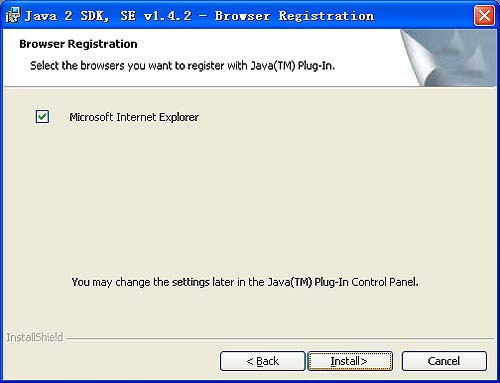 Java 2 SDK, SE v1.4.2 - Browser Registration
Browser Registration
Select the browsers you want to register with Java(TM) Plug-In.
Microsoft Internet Explorer
You may change the settings later in the Java(TM) Plug-In Control Panel.
InstallShield
< Back Install> Cancel